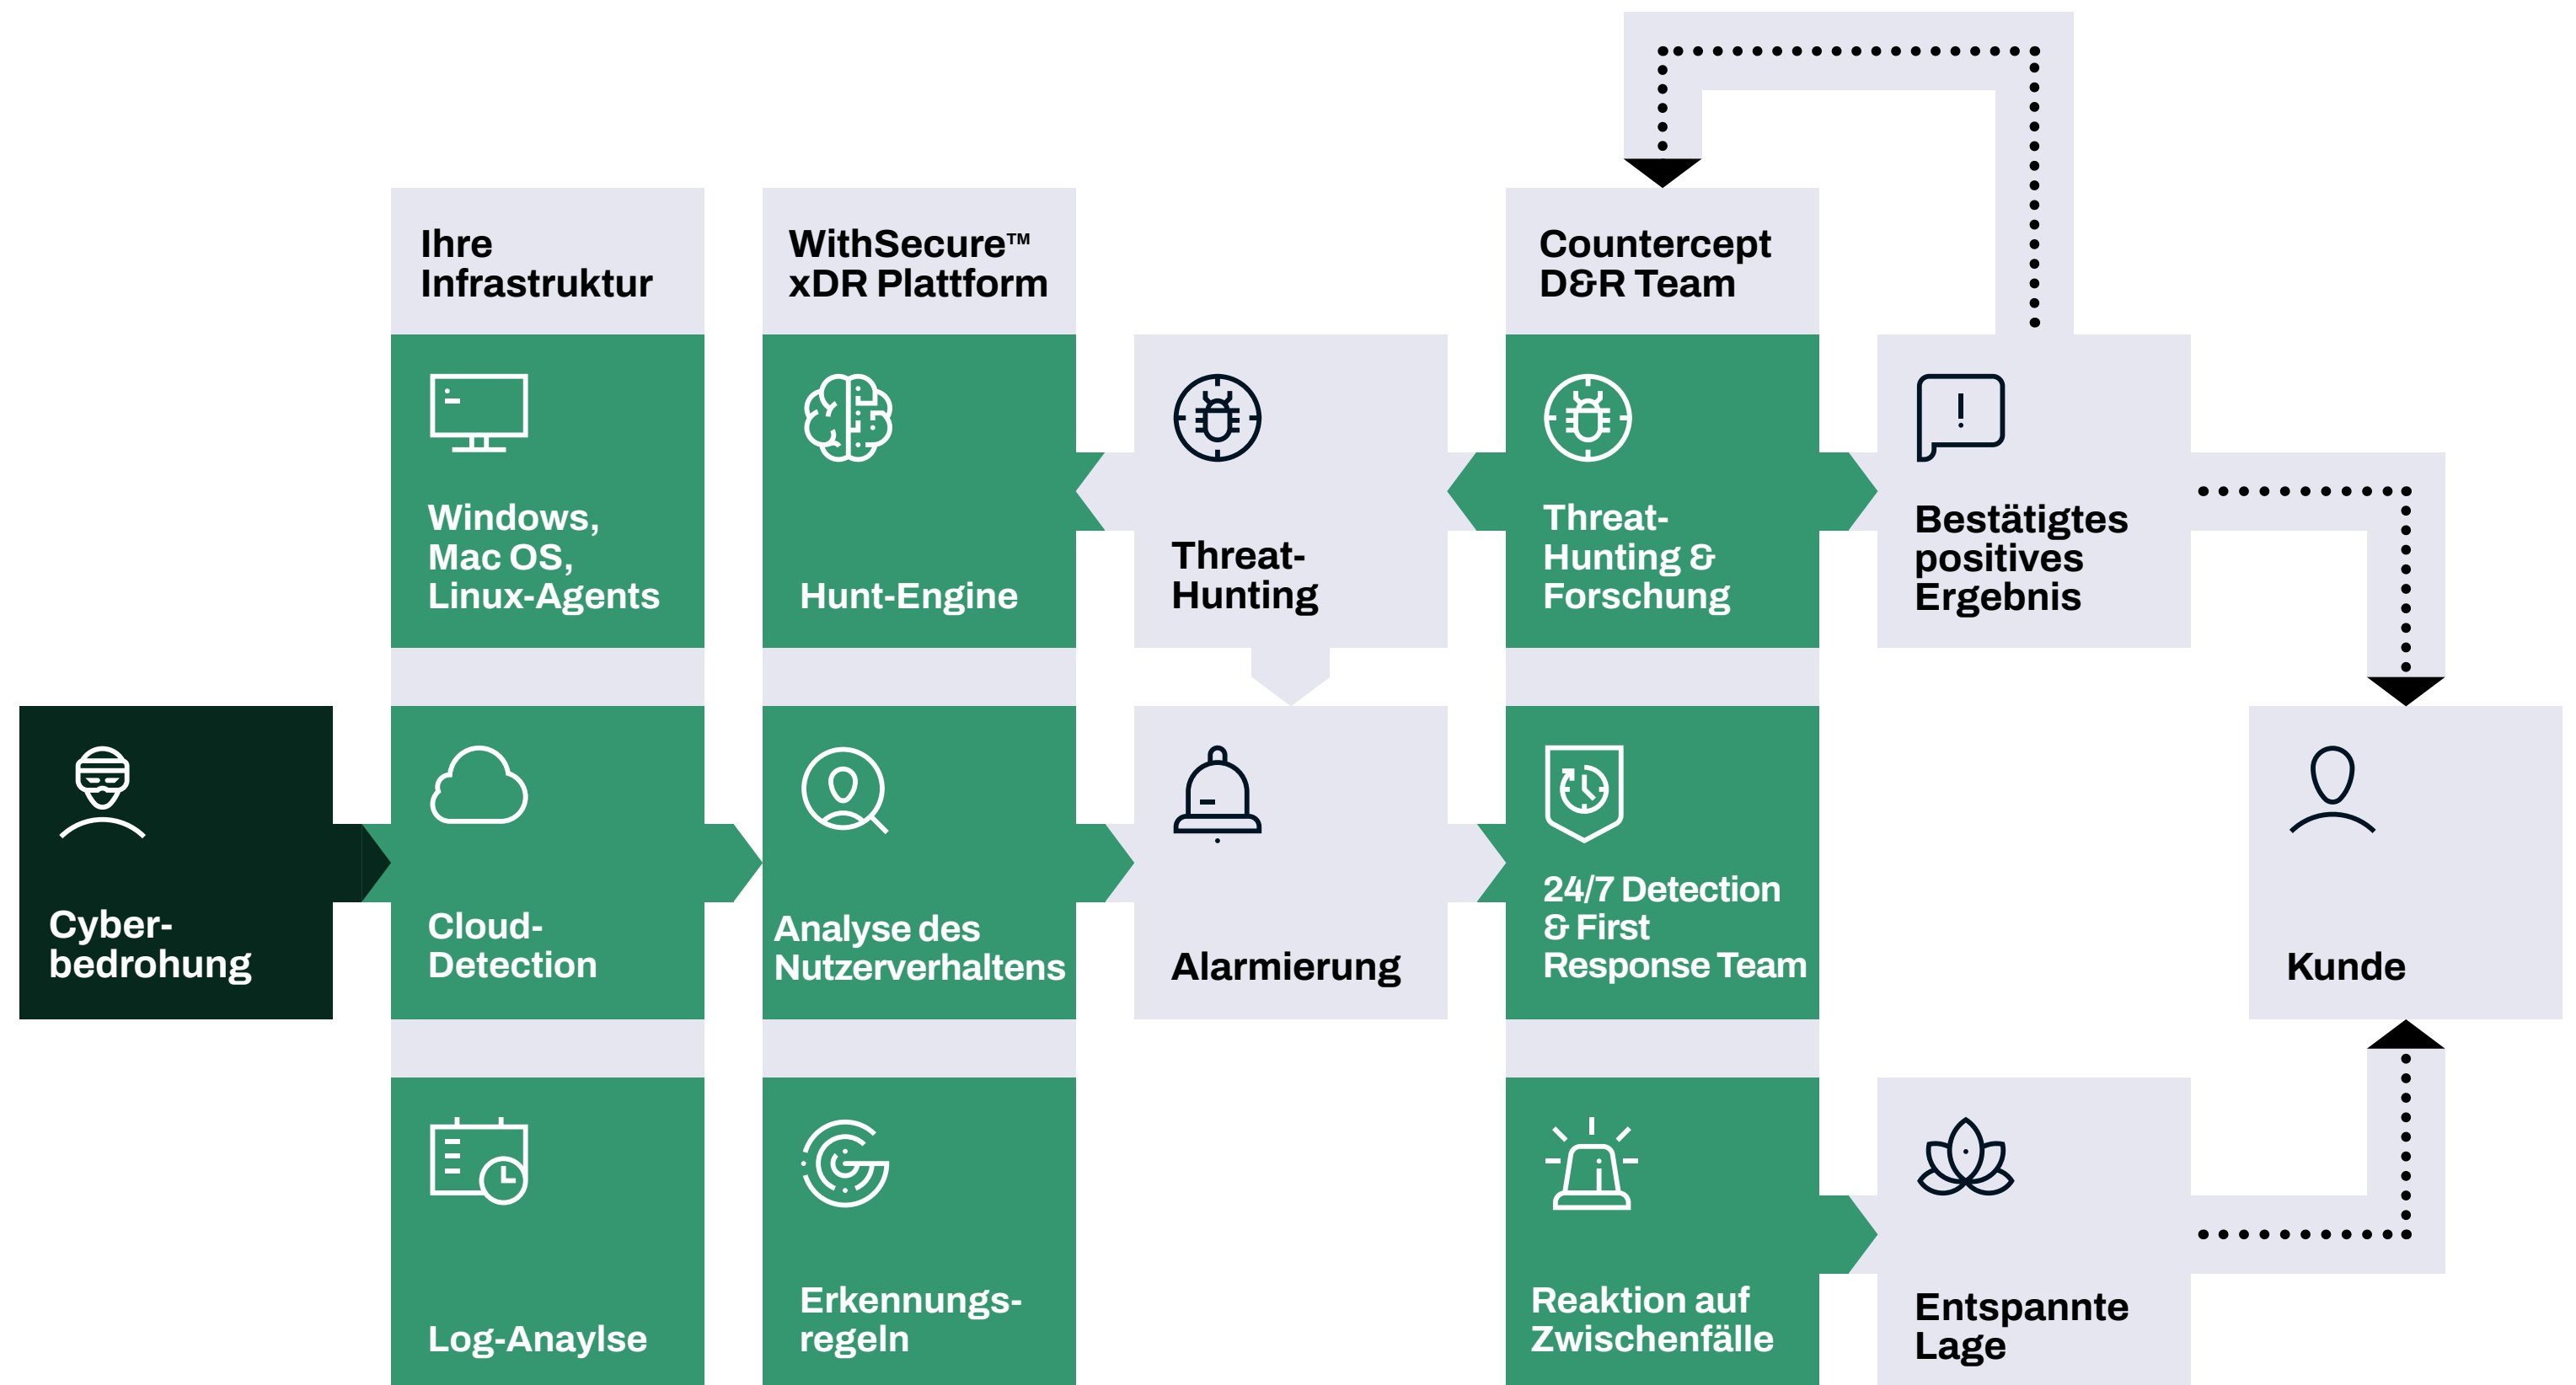 Ihre
Infrastruktur
WithSecure™
xDR Plattform
Countercept
D&R Team
Windows,
Mac OS,
Linux-Agents
Hunt-Engine
Threat-
Hunting
Threat-
Hunting &
Forschung
Bestätigtes
positives
Ergebnis
Cyber-
bedrohung
Cloud-
Detection
Analyse des
Nutzerverhaltens
Alarmierung
24/7 Detection
& First
Response Team
Kunde
Log-Anaylse
Erkennungs-
regeln
Reaktion auf
Zwischenfälle
Entspannte
Lage